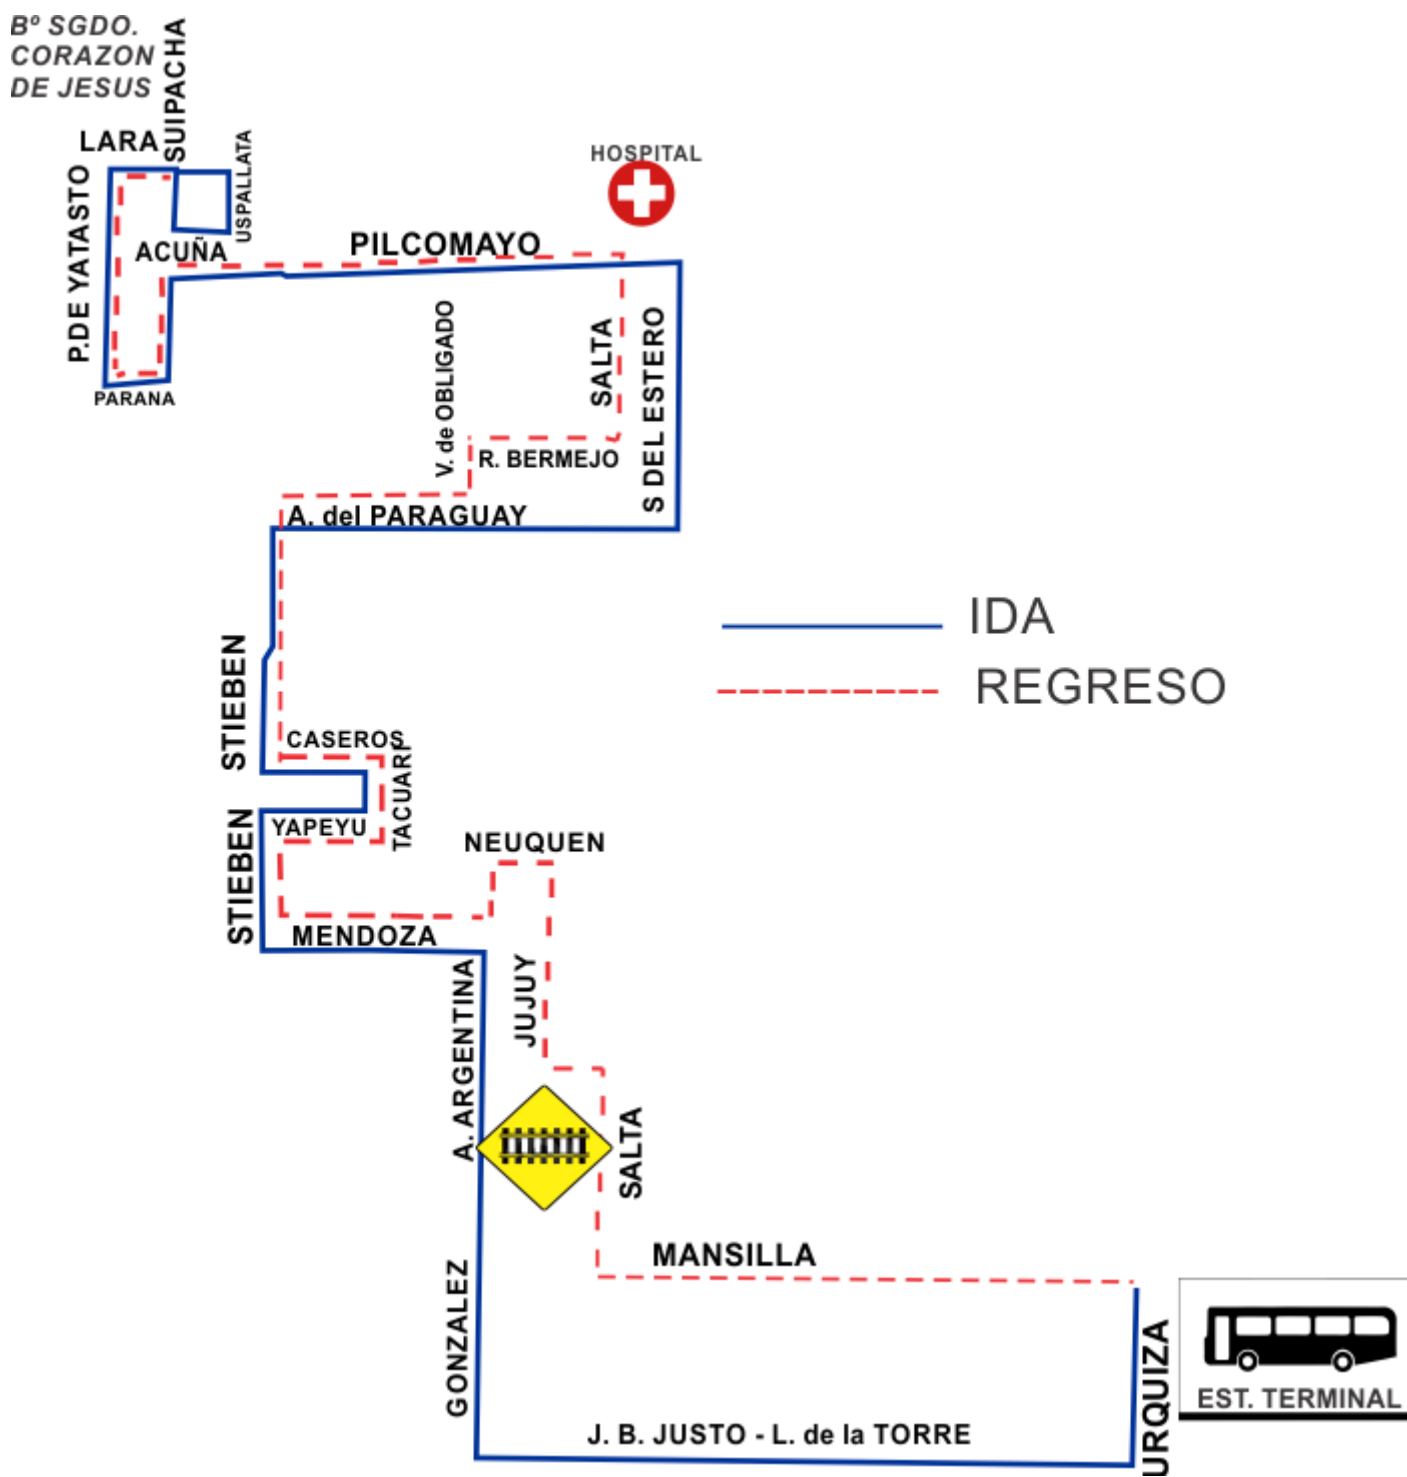 Bº SGDO.
CORAZON
DE JESUS
SUIPACHA
LARA
USPALLATA
HOSPITAL
P.DE YATASTO
ACUÑA
PILCOMAYO
V. de OBLIGADO
SALTA
S DEL ESTERO
PARANA
R. BERMEJO
A. del PARAGUAY
IDA
REGRESO
STIEBEN
CASEROS
TACUARI
YAPEYU
STIEBEN
NEUQUEN
MENDOZA
JUJUY
A. ARGENTINA
SALTA
MANSILLA
GONZALEZ
URQUIZA
EST. TERMINAL
J. B. JUSTO - L. de la TORRE